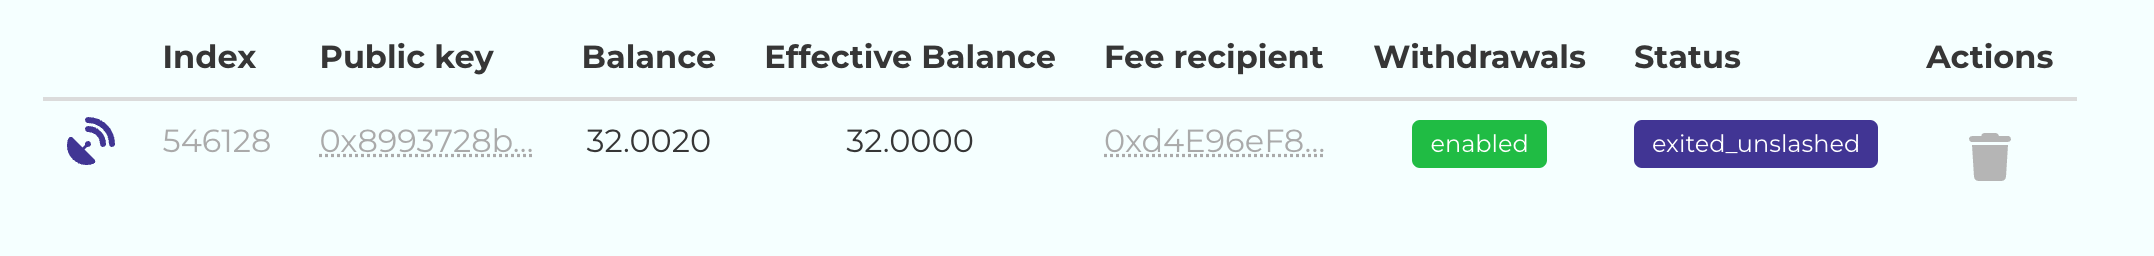 Index Public key Balance Effective Balance Fee recipient Withdrawals Status Actions
546128 0x8993728b... 32.0020 32.0000 0xd4E96eF8... enabled exited_unslashed